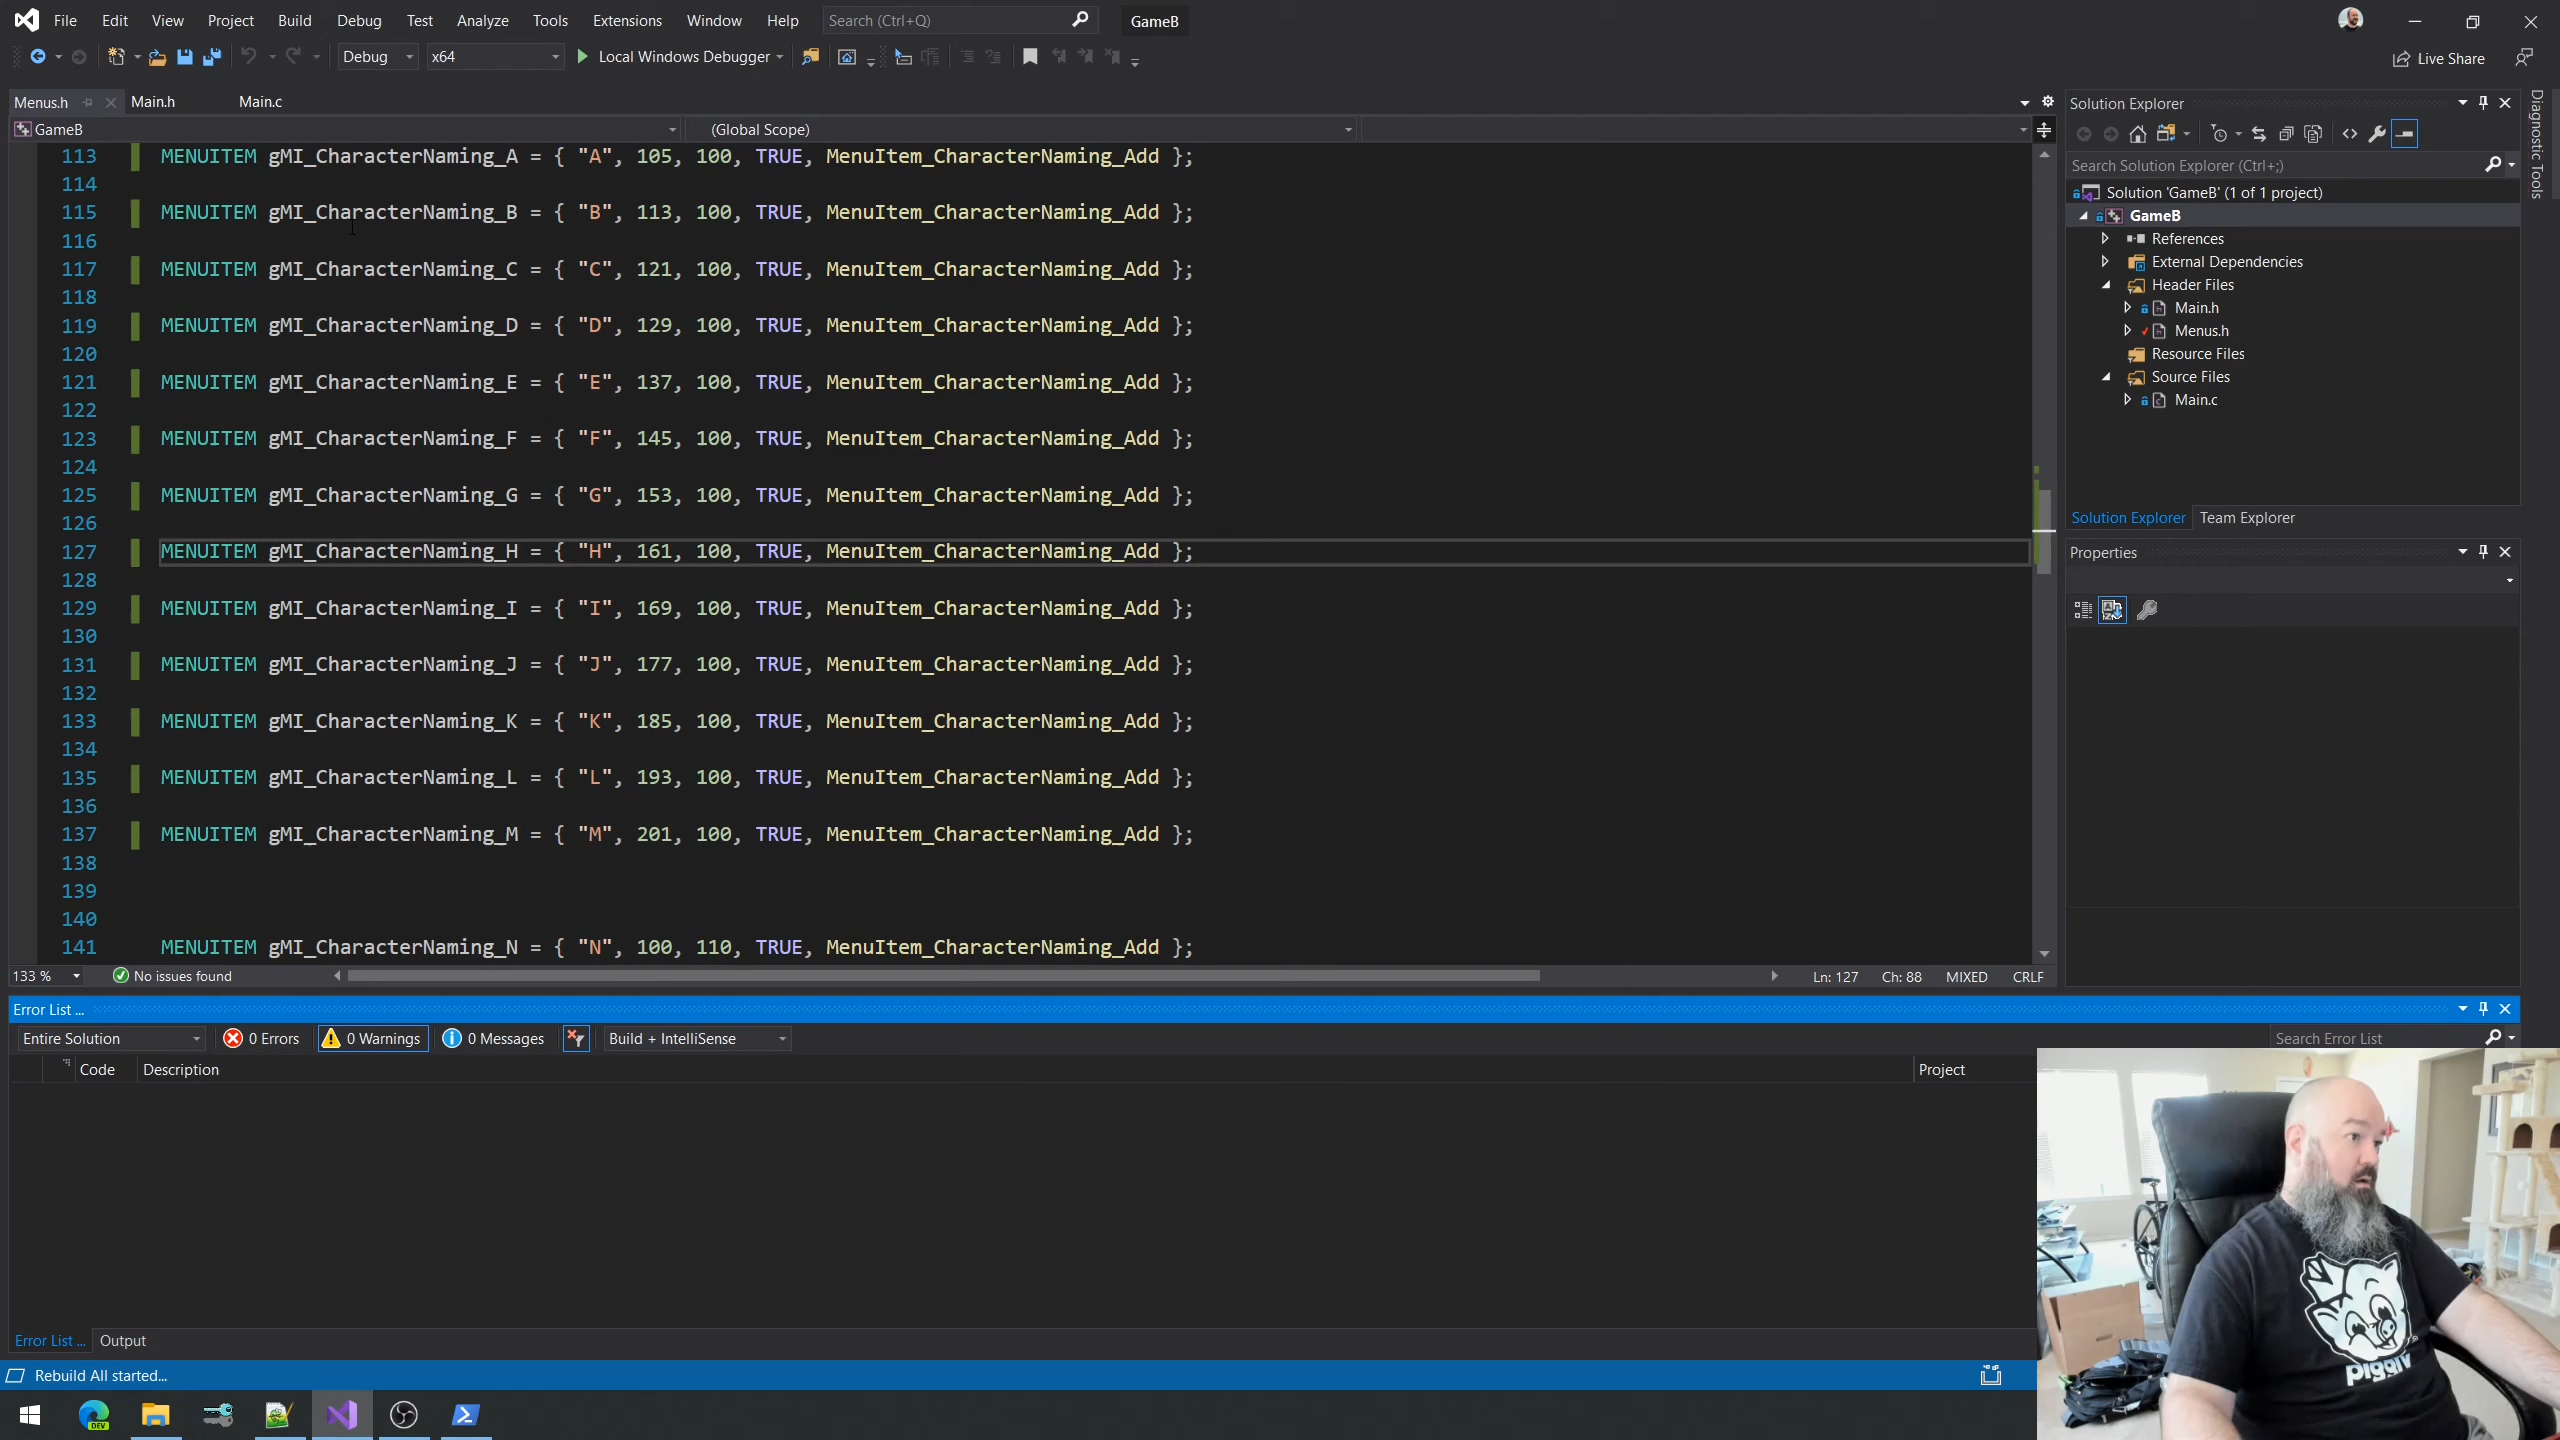 File Edit View Project Build Debug Test Analyze Tools Extensions Window Help Search (Ctrl+Q) GameB
Debug x64 Local Windows Debugger Live Share
Menus.h Main.h Main.c
GameB (Global Scope)
113 MENUITEM gMI_CharacterNaming_A = { "A", 105, 100, TRUE, MenuItem_CharacterNaming_Add };
114
115 MENUITEM gMI_CharacterNaming_B = { "B", 113, 100, TRUE, MenuItem_CharacterNaming_Add };
116
117 MENUITEM gMI_CharacterNaming_C = { "C", 121, 100, TRUE, MenuItem_CharacterNaming_Add };
118
119 MENUITEM gMI_CharacterNaming_D = { "D", 129, 100, TRUE, MenuItem_CharacterNaming_Add };
120
121 MENUITEM gMI_CharacterNaming_E = { "E", 137, 100, TRUE, MenuItem_CharacterNaming_Add };
122
123 MENUITEM gMI_CharacterNaming_F = { "F", 145, 100, TRUE, MenuItem_CharacterNaming_Add };
124
125 MENUITEM gMI_CharacterNaming_G = { "G", 153, 100, TRUE, MenuItem_CharacterNaming_Add };
126
127 MENUITEM gMI_CharacterNaming_H = { "H", 161, 100, TRUE, MenuItem_CharacterNaming_Add };
128
129 MENUITEM gMI_CharacterNaming_I = { "I", 169, 100, TRUE, MenuItem_CharacterNaming_Add };
130
131 MENUITEM gMI_CharacterNaming_J = { "J", 177, 100, TRUE, MenuItem_CharacterNaming_Add };
132
133 MENUITEM gMI_CharacterNaming_K = { "K", 185, 100, TRUE, MenuItem_CharacterNaming_Add };
134
135 MENUITEM gMI_CharacterNaming_L = { "L", 193, 100, TRUE, MenuItem_CharacterNaming_Add };
136
137 MENUITEM gMI_CharacterNaming_M = { "M", 201, 100, TRUE, MenuItem_CharacterNaming_Add };
138
139
140
141 MENUITEM gMI_CharacterNaming_N = { "N", 100, 110, TRUE, MenuItem_CharacterNaming_Add };
133 % No issues found Ln: 127 Ch: 88 MIXED CRLF
Solution Explorer
Search Solution Explorer (Ctrl+;)
Solution 'GameB' (1 of 1 project)
GameB
References
External Dependencies
Header Files
Main.h
Menus.h
Resource Files
Source Files
Main.c
Solution Explorer Team Explorer
Properties
Diagnostic Tools
Error List ...
Entire Solution 0 Errors 0 Warnings 0 Messages Build + IntelliSense Search Error List
Code Description Project
Error List ... Output
Rebuild All started...
DEV
piggly